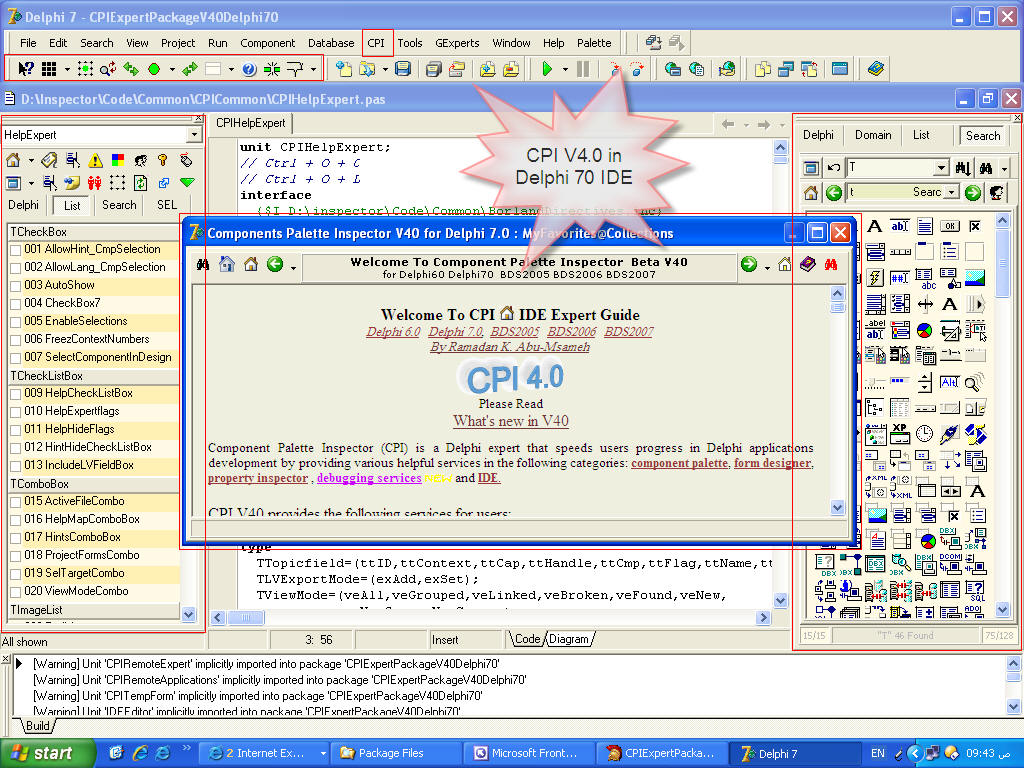 Delphi 7 - CPIExpertPackageV40Delphi70
File Edit Search View Project Run Component Database CPI Tools GExperts Window Help Palette
D:\Inspector\Code\Common\CPICommon\CPIHelpExpert.pas
HelpExpert
Delphi List Search SEL
TCheckBox
001 AllowHint_CmpSelection
002 AllowLang_CmpSelection
003 AutoShow
004 CheckBox7
005 EnableSelections
006 FreezContextNumbers
007 SelectComponentInDesign
TCheckListBox
009 HelpCheckListBox
010 HelpExpertflags
011 HelpHideFlags
012 HintHideCheckListBox
013 IncludeLVFieldBox
TComboBox
015 ActiveFileCombo
016 HelpMapComboBox
017 HintsComboBox
018 ProjectFormsCombo
019 SelTargetCombo
020 ViewModeCombo
TImageList
All shown
CPIHelpExpert
unit CPIHelpExpert;
// Ctrl + O + C
// Ctrl + O + L
interface
{$I D:\inspector\Code\Common\BorlandDirectives.inc}
CPI V4.0 in
Delphi 70 IDE
Components Palette Inspector V40 for Delphi 7.0 : MyFavorites@Collections
Welcome To Component Palette Inspector Beta V40
for Delphi60 Delphi70 BDS2005 BDS2006 BDS2007
Welcome To CPI IDE Expert Guide
Delphi 6.0 Delphi 7.0, BDS2005 BDS2006 BDS2007
By Ramadan K. Abu-Msameh
CPI 4.0
Please Read
What's new in V40
Component Palette Inspector (CPI) is a Delphi expert that speeds users progress in Delphi applications
development by providing various helpful services in the following categories: component palette, form designer,
property inspector , debugging services and IDE.
CPI V40 provides the following services for users:
type
TTopicfield=(ttID,ttContext,ttCap,ttHandle,ttCmp,ttFlag,ttName,tt
TLVExportMode=(exAdd,exSet);
TViewMode=(veAll,veGrouped,veLinked,veBroken,veFound,veNew,
3: 56 Insert Code Diagram
Delphi Domain List Search
T
t Searc
15/15 "T" 46 Found 75/128
[Warning] Unit 'CPIRemoteExpert' implicitly imported into package 'CPIExpertPackageV40Delphi70'
[Warning] Unit 'CPIRemoteApplications' implicitly imported into package 'CPIExpertPackageV40Delphi70'
[Warning] Unit 'CPITempForm' implicitly imported into package 'CPIExpertPackageV40Delphi70'
[Warning] Unit 'IDEEditor' implicitly imported into package 'CPIExpertPackageV40Delphi70'
Build
start 2 Internet Ex... Package Files Microsoft Front... CPIExpertPacka... Delphi 7 EN 09:43 ص